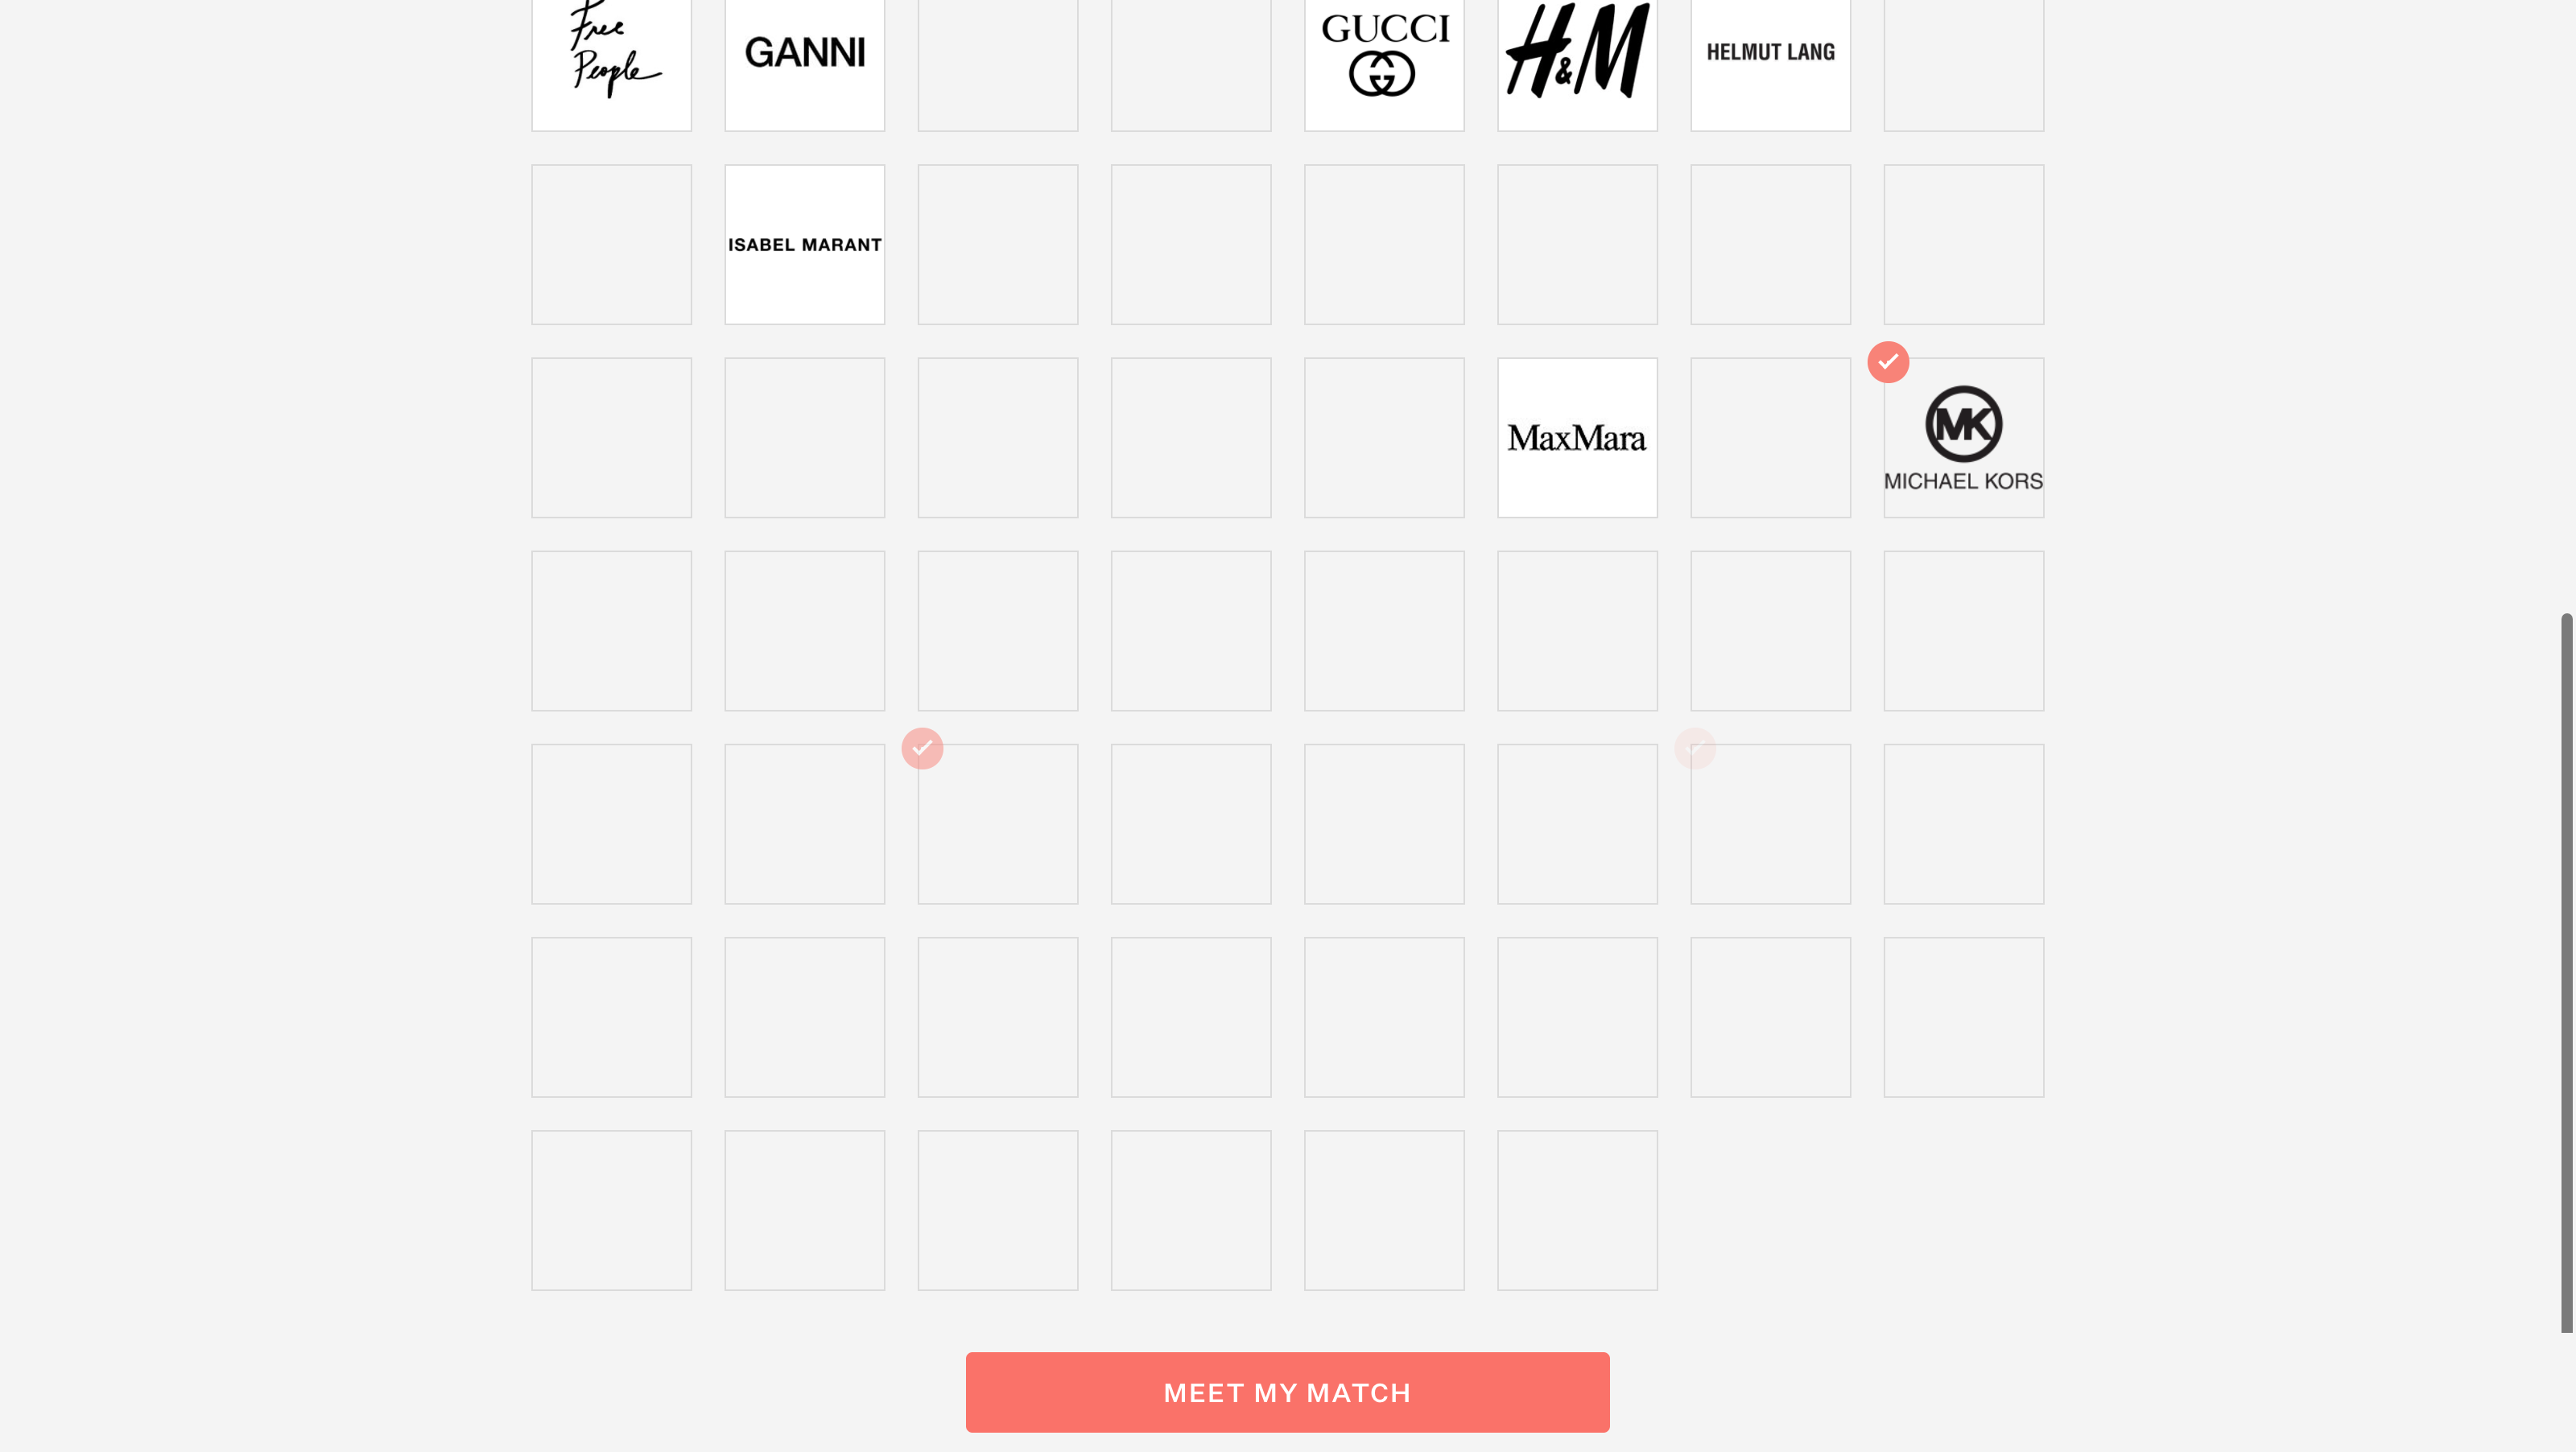 Free
People
GANNI
GUCCI
H&M
HELMUT LANG
ISABEL MARANT
MaxMara
MK
MICHAEL KORS
MEET MY MATCH